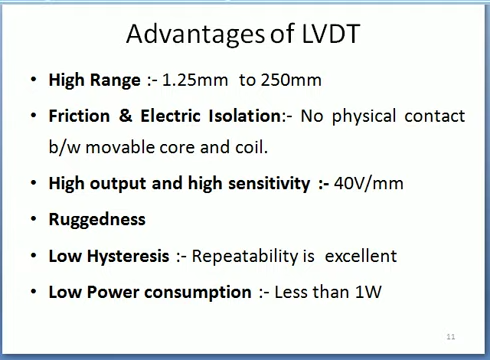 Advantages of LVDT
• High Range :- 1.25mm to 250mm
• Friction & Electric Isolation:- No physical contact
b/w movable core and coil.
• High output and high sensitivity :- 40V/mm
• Ruggedness
• Low Hysteresis :- Repeatability is excellent
• Low Power consumption :- Less than 1W
11